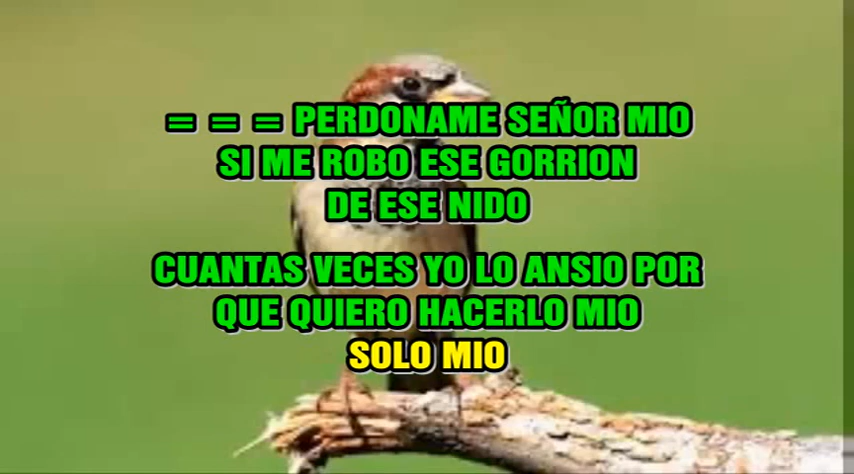 = = = PERDONAME SEÑOR MIO
SI ME ROBO ESE GORRION
DE ESE NIDO
CUANTAS VECES YO LO ANSIO POR
QUE QUIERO HACERLO MIO
SOLO MIO